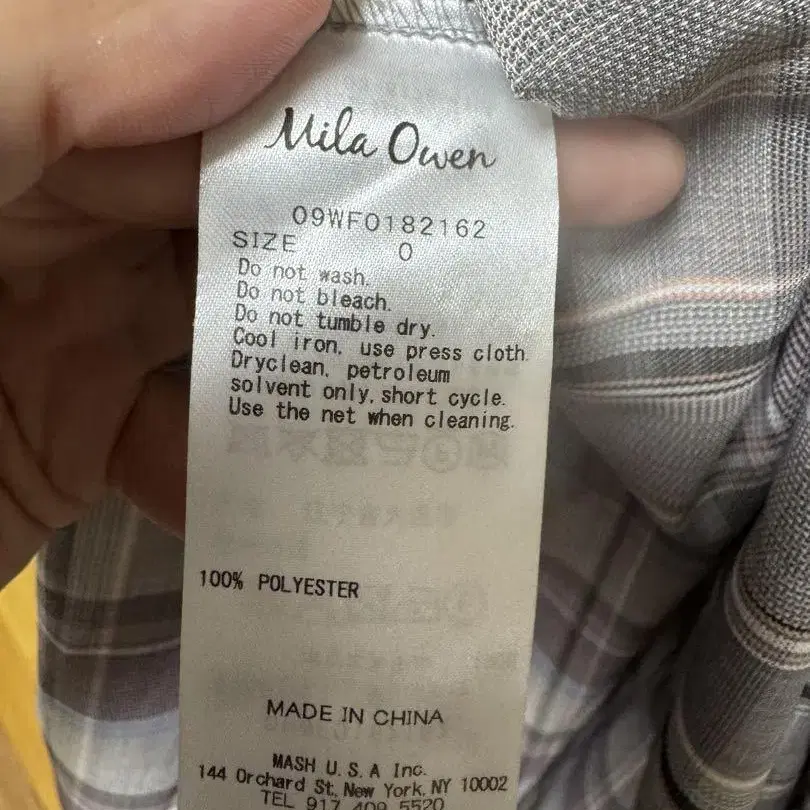 Mila Owen
09WFO182162
SIZE 0
Do not wash.
Do not bleach.
Do not tumble dry.
Cool iron, use press cloth.
Dryclean, petroleum
solvent only, short cycle.
Use the net when cleaning.
100% POLYESTER
MADE IN CHINA
MASH U.S.A Inc.
144 Orchard St, New York, NY 10002
TEL 917 409 5520